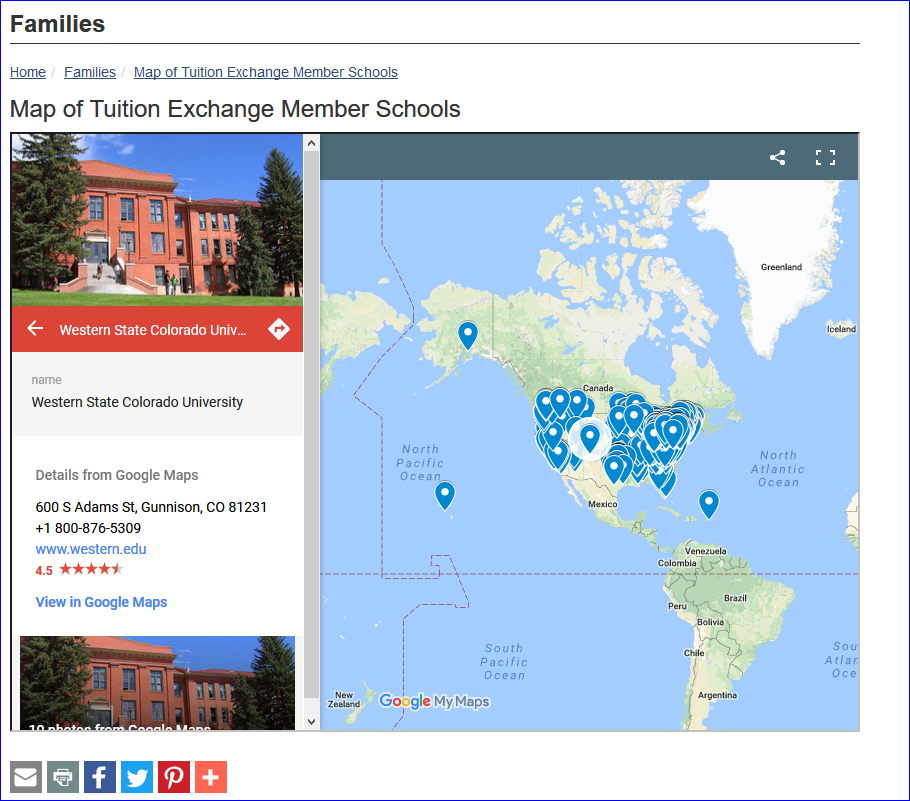 Families
Home / Families / Map of Tuition Exchange Member Schools
Map of Tuition Exchange Member Schools
Western State Colorado Univ...
name
Western State Colorado University
Details from Google Maps
600 S Adams St, Gunnison, CO 81231
+1 800-876-5309
www.western.edu
4.5
View in Google Maps
10 photos from Google Maps
Greenland
Iceland
Canada
North
Pacific
Ocean
North
Atlantic
Ocean
Mexico
Venezuela
Colombia
Brazil
Peru
Bolivia
Chile
South
Pacific
Ocean
Sou
Atlan
Oce
Argentina
New
Zealand
Google My Maps